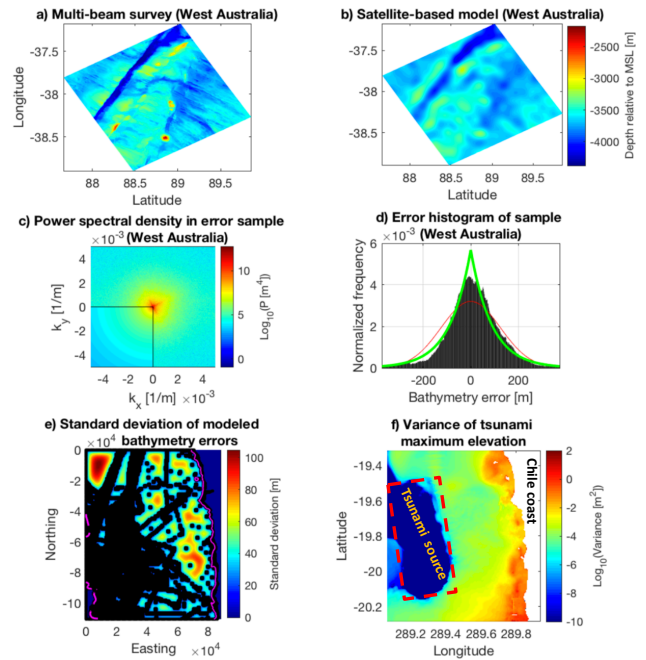 a) Multi-beam survey (West Australia)
-37.5
-38
-38.5
Longitude
88
88.5
89
89.5
Latitude
b) Satellite-based model (West Australia)
-37.5
-38
-38.5
88
88.5
89
89.5
Latitude
-2500
-3000
-3500
-4000
Depth relative to MSL [m]
c) Power spectral density in error sample
(West Australia)
×10⁻³
4
2
0
-2
-4
ky [1/m]
-4
-2
0
2
4
kx [1/m]
×10⁻³
10
5
0
Log10(P [m⁴]
d) Error histogram of sample
(West Australia)
×10⁻³
6
4
2
0
Normalized frequency
-200
0
200
Bathymetry error [m]
e) Standard deviation of modeled
bathymetry errors
×10⁴
0
-2
-4
-6
-8
-10
Northing
0
2
4
6
8
Easting
×10⁴
100
80
60
40
20
0
Standard deviation [m]
f) Variance of tsunami
maximum elevation
-19.4
-19.6
-19.8
-20
-20.2
Latitude
Tsunami source
Chile coast
289.2
289.4
289.6
289.8
Longitude
2
0
-2
-4
-6
-8
-10
Log10(Variance [m²]